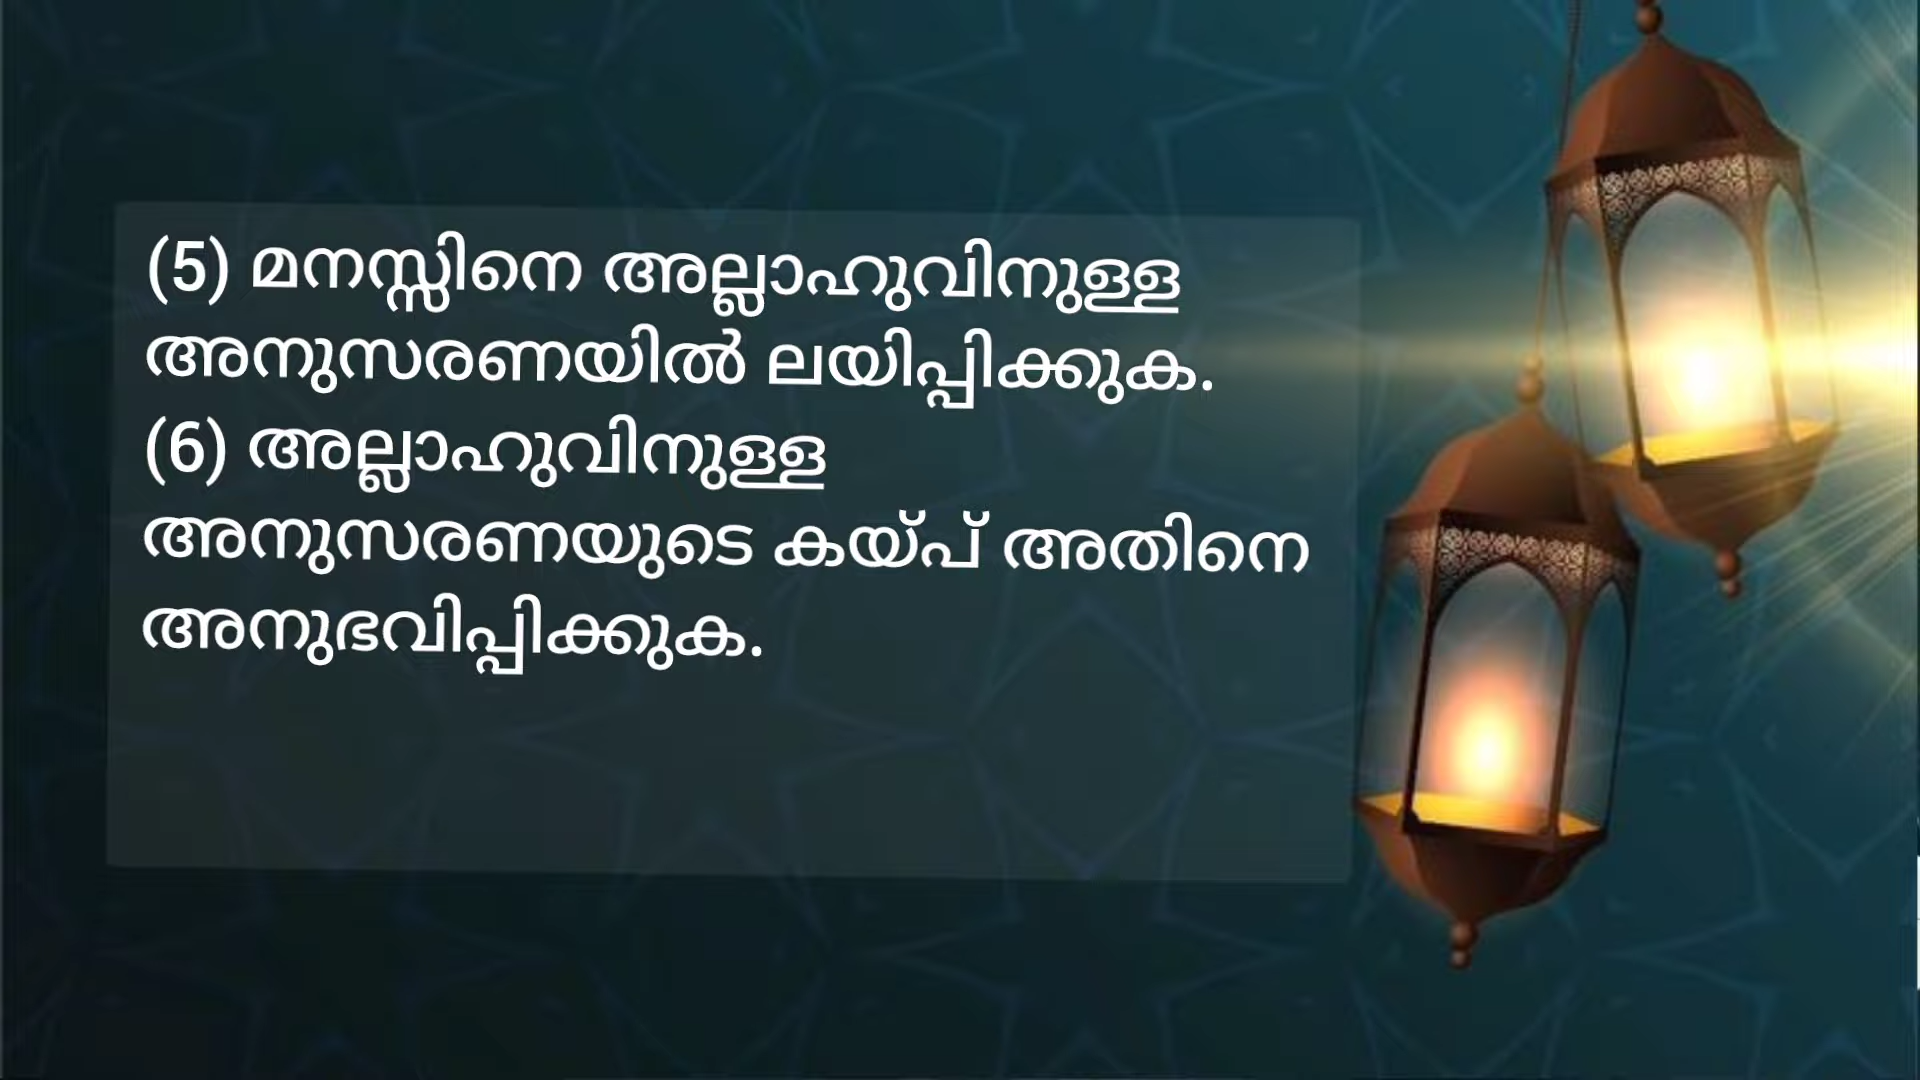 (5) മനസ്സിനെ അല്ലാഹുവിനുള്ള
അനുസരണയിൽ ലയിപ്പിക്കുക.
(6) അല്ലാഹുവിനുള്ള
അനുസരണയുടെ കയ്പ് അതിനെ
അനുഭവിപ്പിക്കുക.